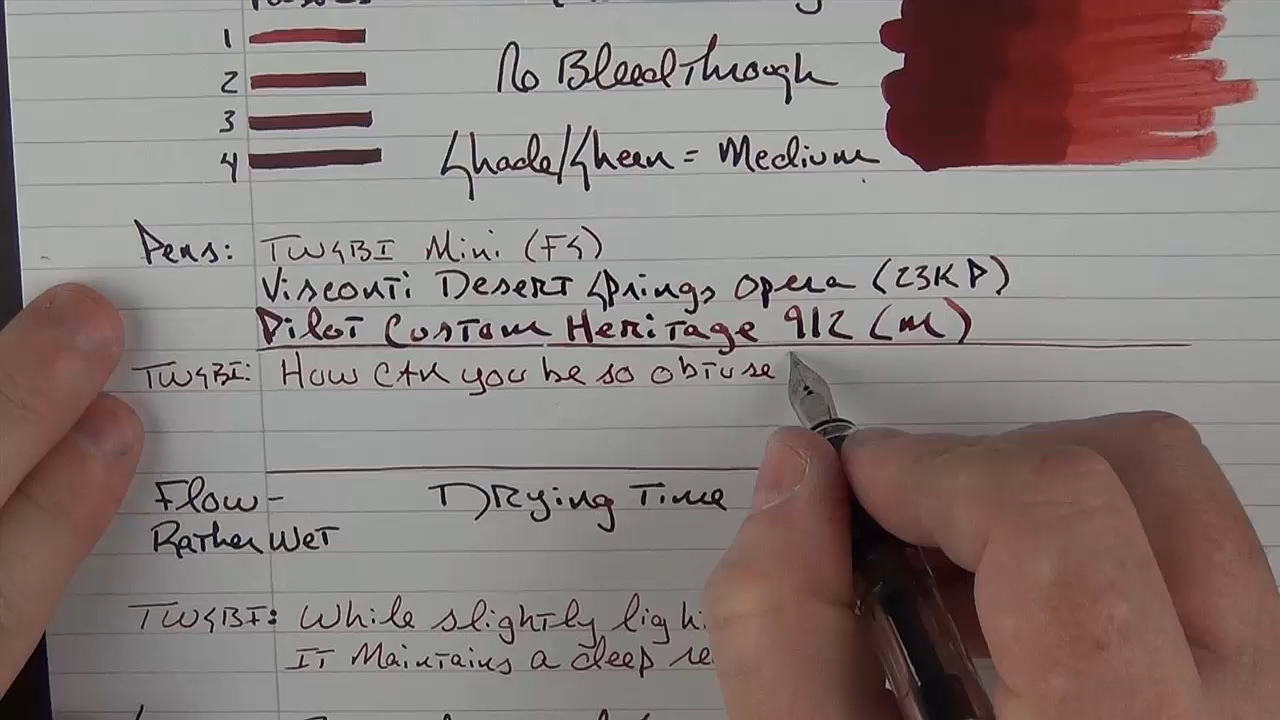 1
2
No Bleedthrough
3
4
Shade/Sheen = Medium
Pens: TWSBI Mini (FS)
Visconti Desert Springs Opera (23KP)
Pilot Custom Heritage 912 (M)
TWSBI: How can you be so obtuse
Flow-
Drying Time
Rather Wet
TWSBI: While slightly ligh
It Maintains a deep re